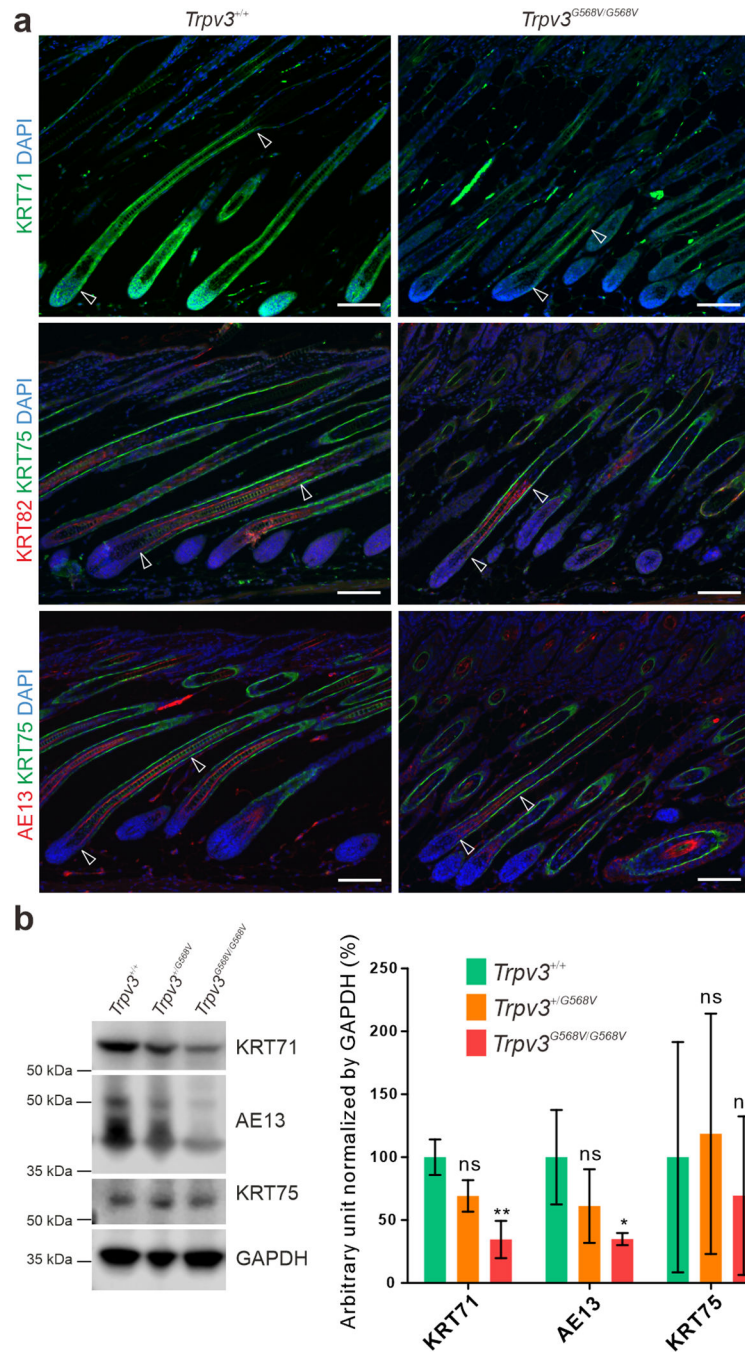 a
Trpv3+/+
Trpv3G568V/G568V
KRT71 DAPI
KRT82 KRT75 DAPI
AE13 KRT75 DAPI
b
Trpv3+/+
Trpv3+/G568V
Trpv3G568V/G568V
KRT71
50 kDa
50 kDa
AE13
35 kDa
KRT75
50 kDa
35 kDa
GAPDH
Arbitrary unit normalized by GAPDH (%)
250
200
150
100
50
0
Trpv3+/+
Trpv3+/G568V
Trpv3G568V/G568V
ns
**
ns
*
ns
n
KRT71
AE13
KRT75